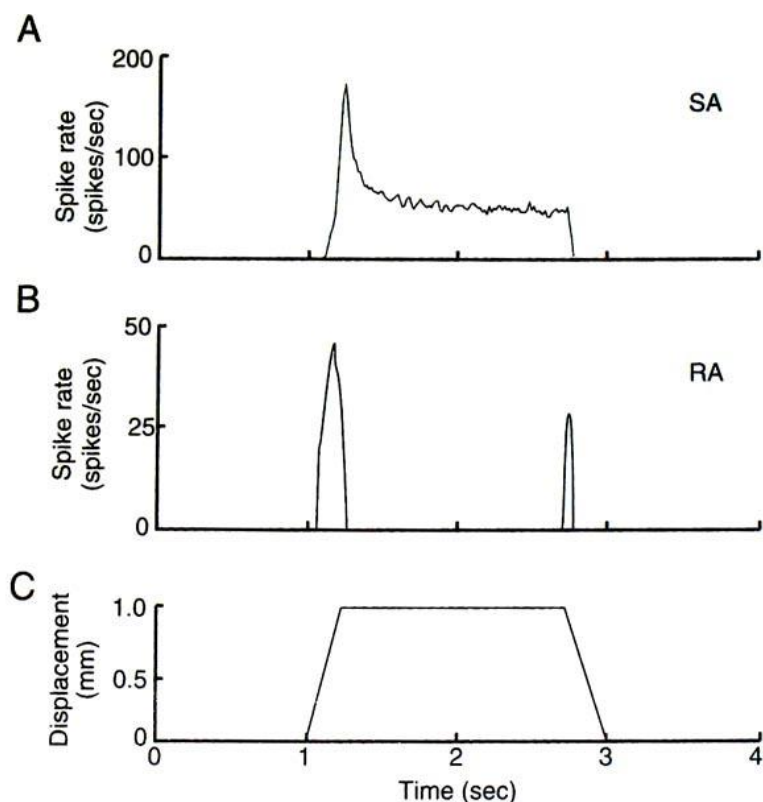 A
200
100
0
Spike rate
(spikes/sec)
SA
B
50
25
0
Spike rate
(spikes/sec)
RA
C
1.0
0.5
0
Displacement
(mm)
0 1 2 3 4
Time (sec)